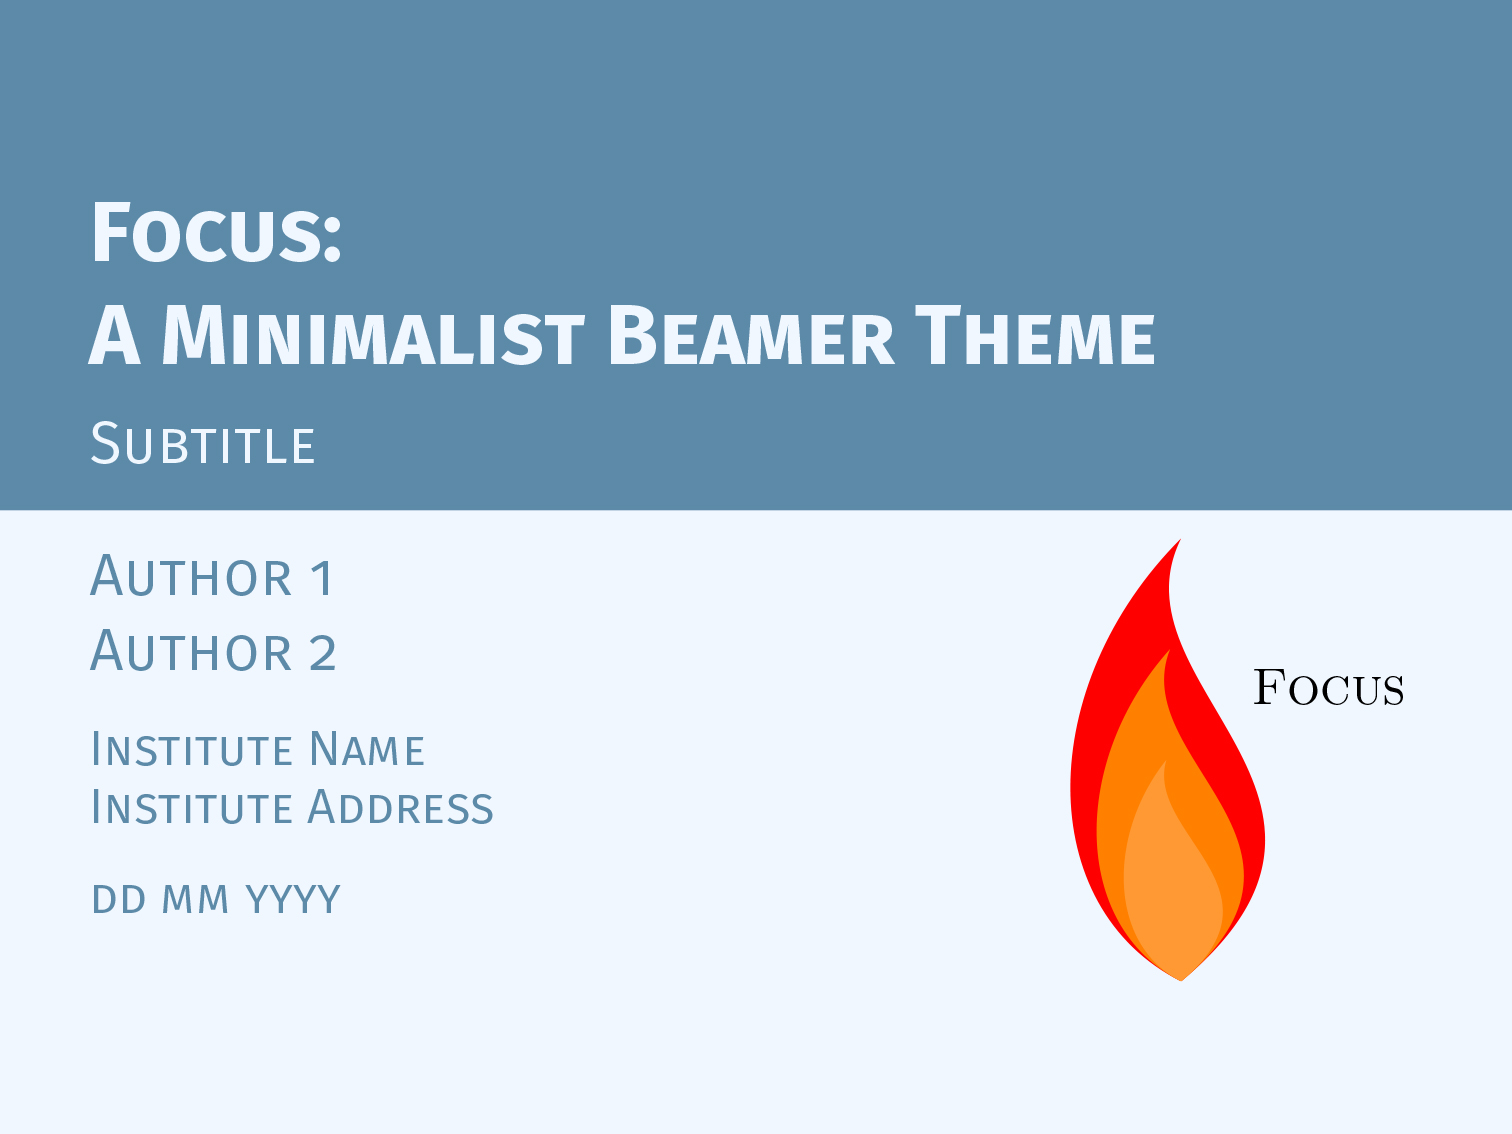 Focus:
A Minimalist Beamer Theme
Subtitle
Author 1
Author 2
Focus
Institute Name
Institute Address
dd mm yyyy